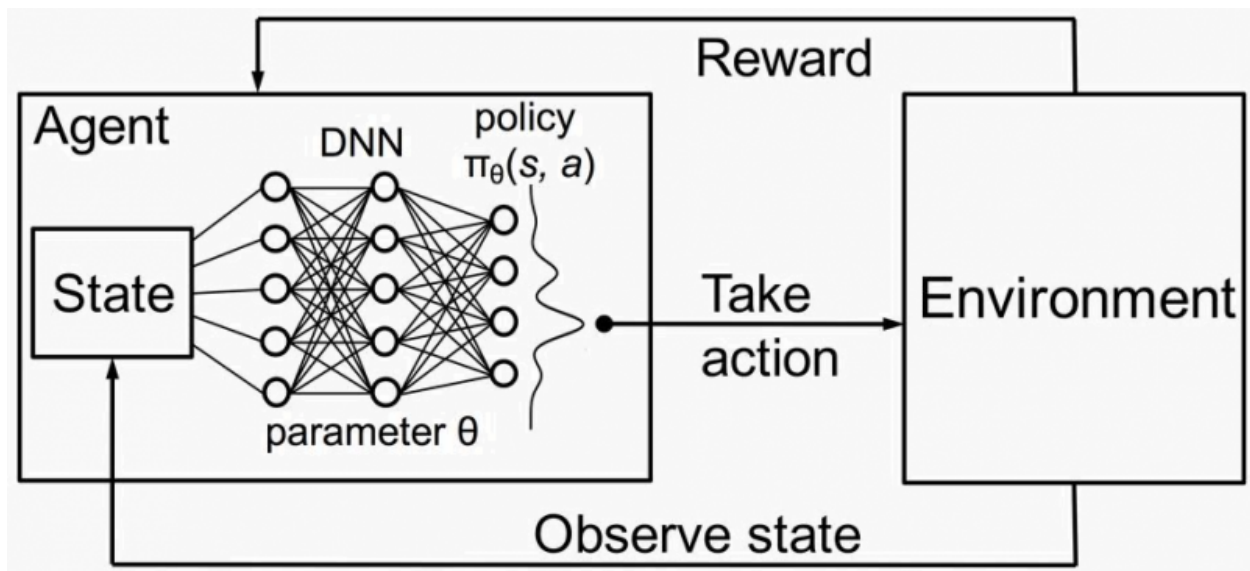 Reward
Agent
policy
DNN
πθ(s, a)
State
Take
action
Environment
parameter θ
Observe state